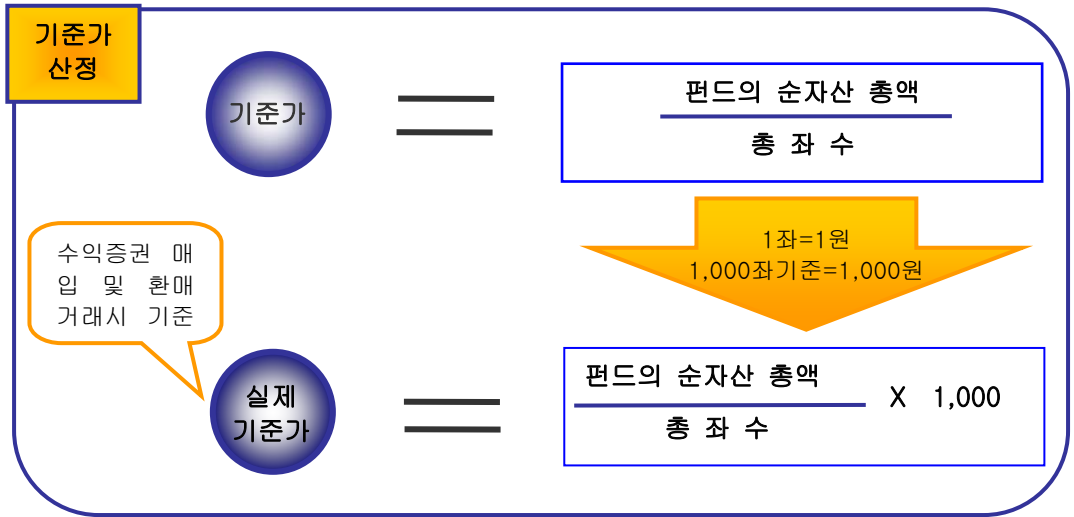 기준가
산정
기준가
펀드의 순자산 총액
총 좌 수
1좌=1원
1,000좌기준=1,000원
수익증권 매
입 및 환매
거래시 기준
실제
기준가
펀드의 순자산 총액
총 좌 수
X 1,000